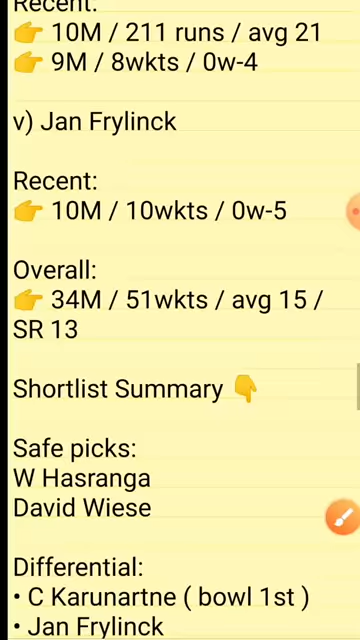 Recent:
👉 10M / 211 runs / avg 21
👉 9M / 8wkts / 0w-4
v) Jan Frylinck
Recent:
👉 10M / 10wkts / 0w-5
Overall:
👉 34M / 51wkts / avg 15 /
SR 13
Shortlist Summary 👇
Safe picks:
W Hasranga
David Wiese
Differential:
• C Karunartne ( bowl 1st )
• Jan Frylinck